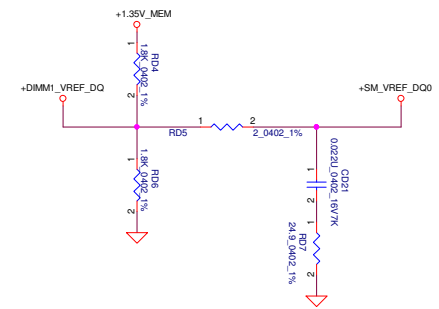 +1.35V_MEM
1
RD4
1.8K_0402_1%
2
+DIMM1_VREF_DQ
+SM_VREF_DQ0
1
2
RD5
2_0402_1%
1
RD6
1.8K_0402_1%
2
1
CD21
0.022U_0402_16V7K
2
1
RD7
24.9_0402_1%
2